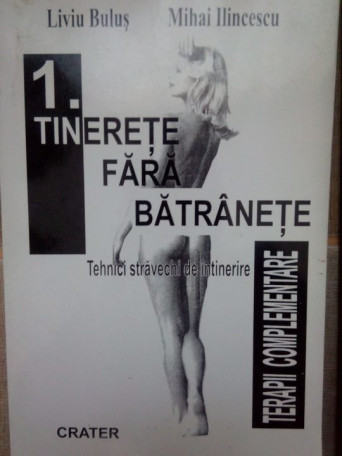 Liviu Buluș Mihai Ilincescu
1.
TINEREȚE
FĂRĂ
BĂTRÂNEȚE
Tehnici străvechi de întinerire
TERAPII COMPLEMENTARE
CRATER